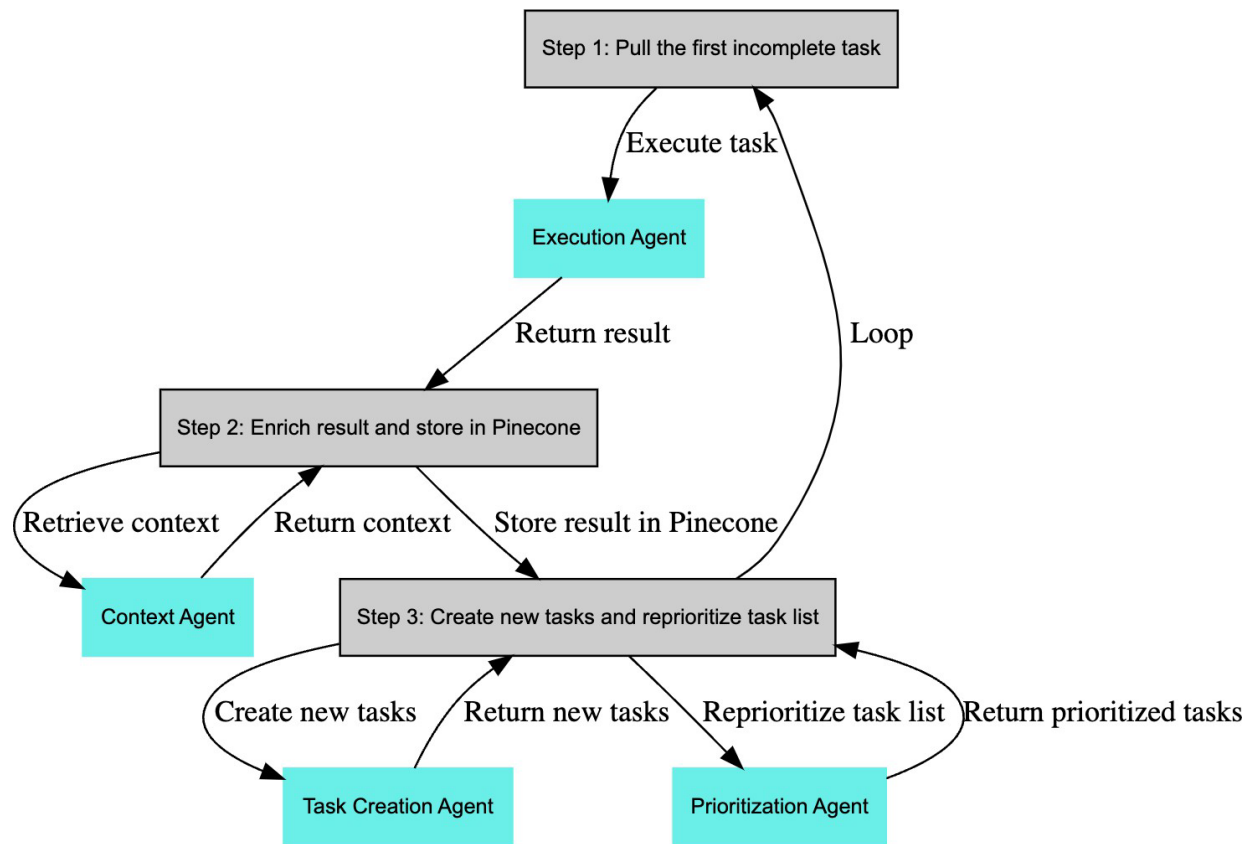 Step 1: Pull the first incomplete task
Execute task
Execution Agent
Return result
Loop
Step 2: Enrich result and store in Pinecone
Retrieve context
Return context
Store result in Pinecone
Context Agent
Step 3: Create new tasks and reprioritize task list
Create new tasks
Return new tasks
Reprioritize task list
Return prioritized tasks
Task Creation Agent
Prioritization Agent